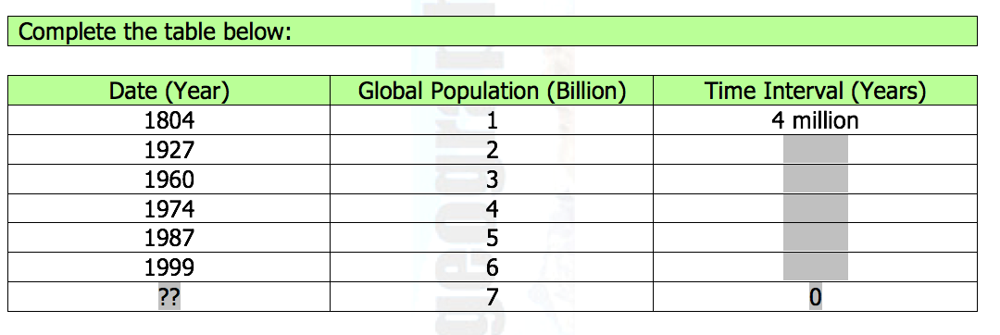 Complete the table below:
Date (Year) Global Population (Billion) Time Interval (Years)
1804 1 4 million
1927 2
1960 3
1974 4
1987 5
1999 6
?? 7 0